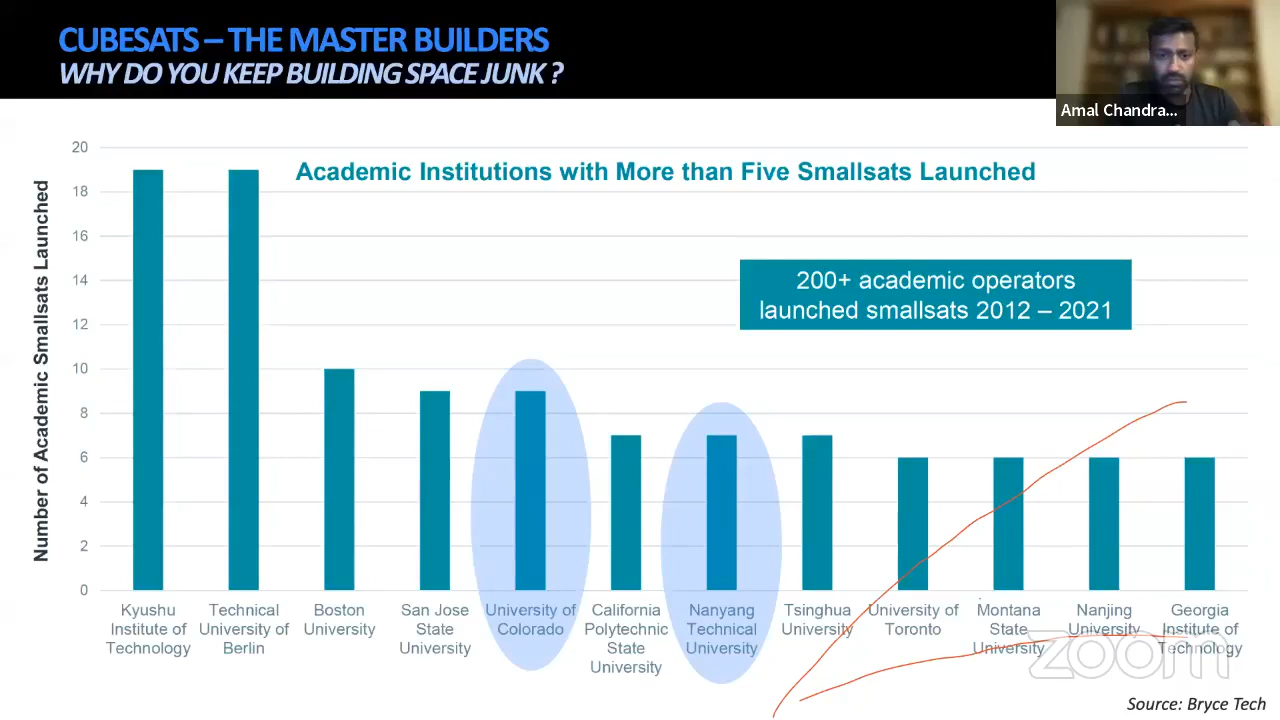 CUBESATS – THE MASTER BUILDERS
WHY DO YOU KEEP BUILDING SPACE JUNK ?
Amal Chandra...
Academic Institutions with More than Five Smallsats Launched
200+ academic operators
launched smallsats 2012 – 2021
Number of Academic Smallsats Launched
20
18
16
14
12
10
8
6
4
2
0
Kyushu
Institute of
Technology
Technical
University of
Berlin
Boston
University
San Jose
State
University
University of
Colorado
California
Polytechnic
State
University
Nanyang
Technical
University
Tsinghua
University
University of
Toronto
Montana
State
University
Nanjing
University
Georgia
Institute of
Technology
zoom
Source: Bryce Tech